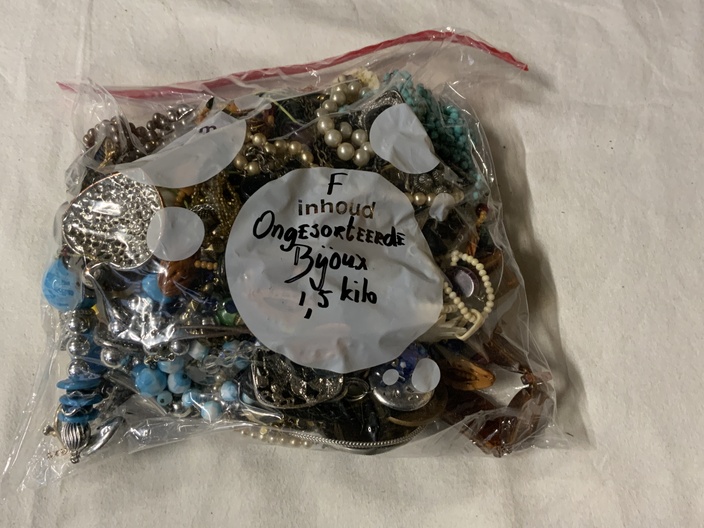 F
inhoud
Ongesorteerde
Bijoux
1,5 kilo